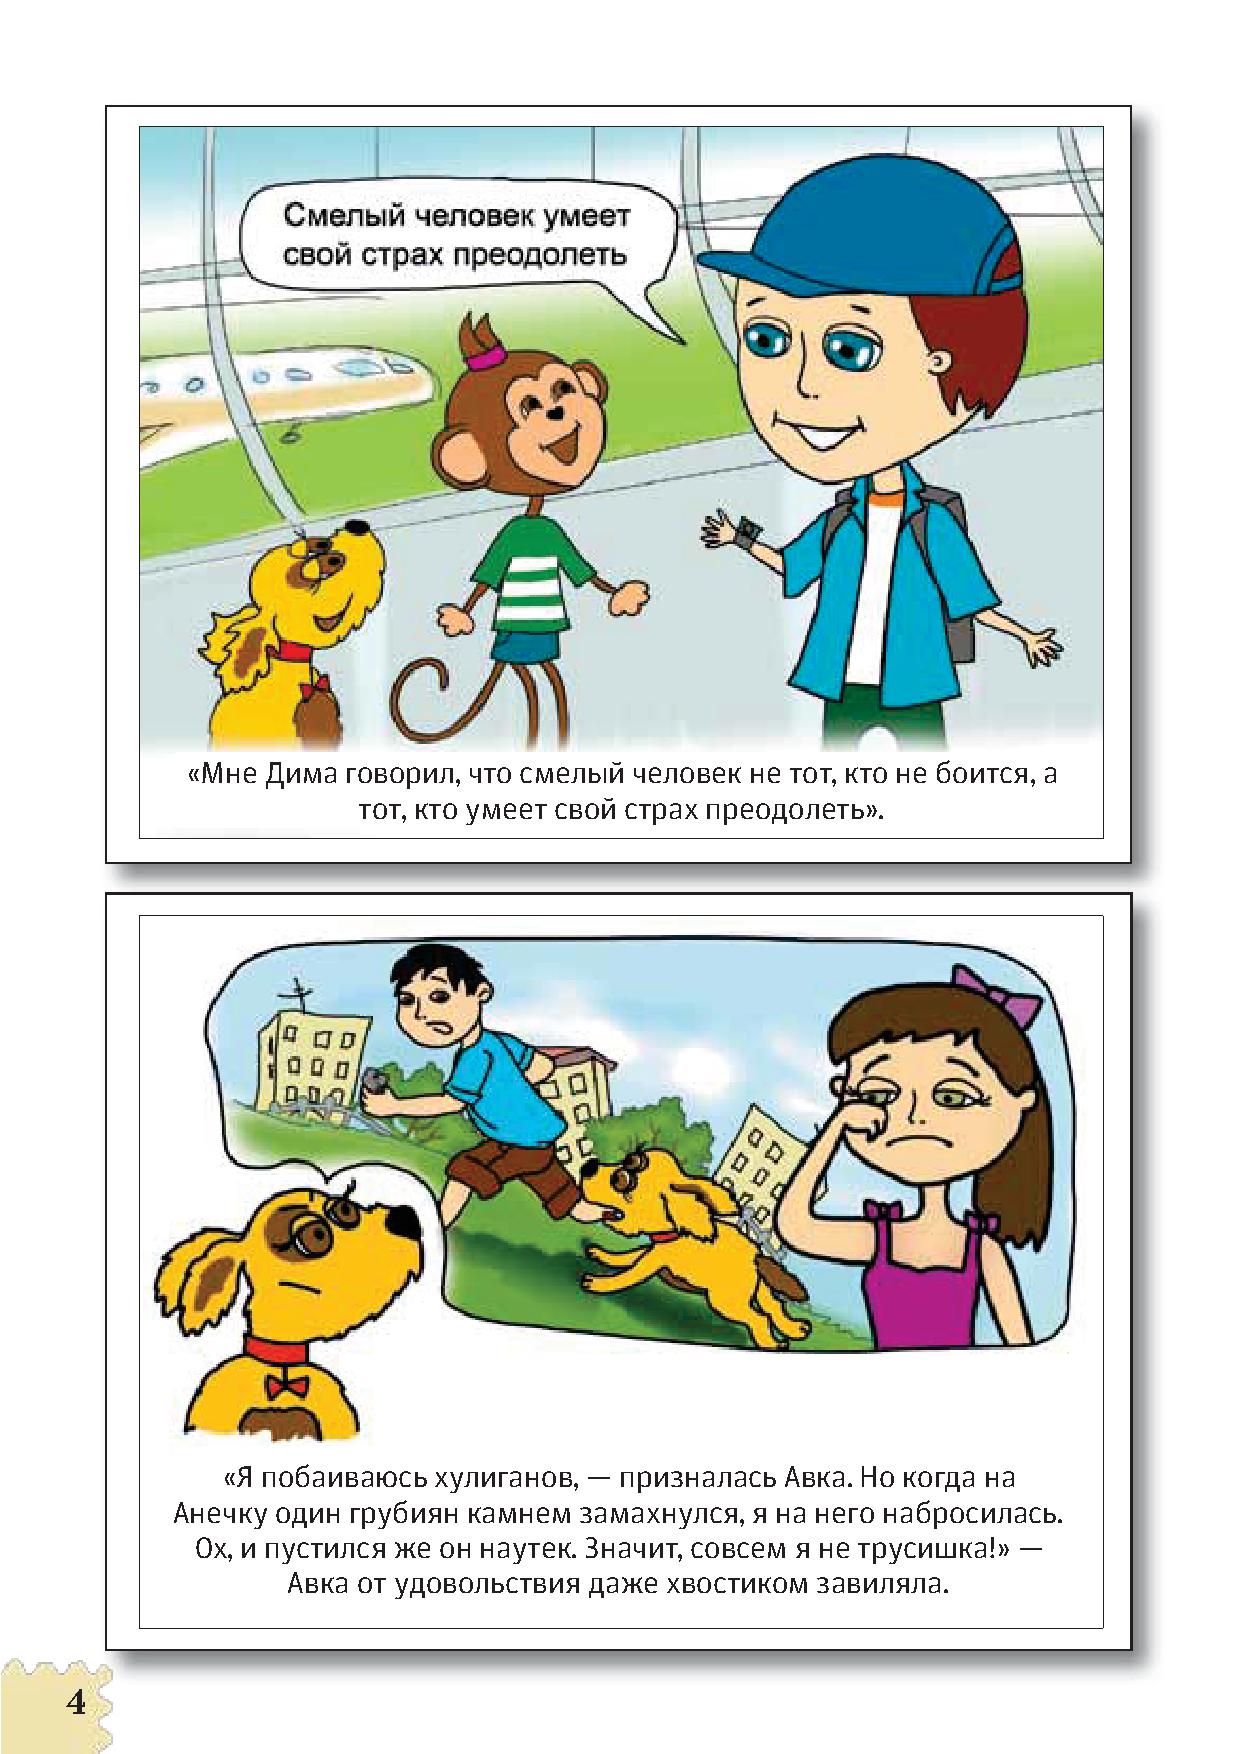 Смелый человек умеет
свой страх преодолеть
«Мне Дима говорил, что смелый человек не тот, кто не боится, а
тот, кто умеет свой страх преодолеть».
«Я побаиваюсь хулиганов, — призналась Авка. Но когда на
Анечку один грубиян камнем замахнулся, я на него набросилась.
Ох, и пустился же он наутек. Значит, совсем я не трусишка!» —
Авка от удовольствия даже хвостиком завиляла.
4